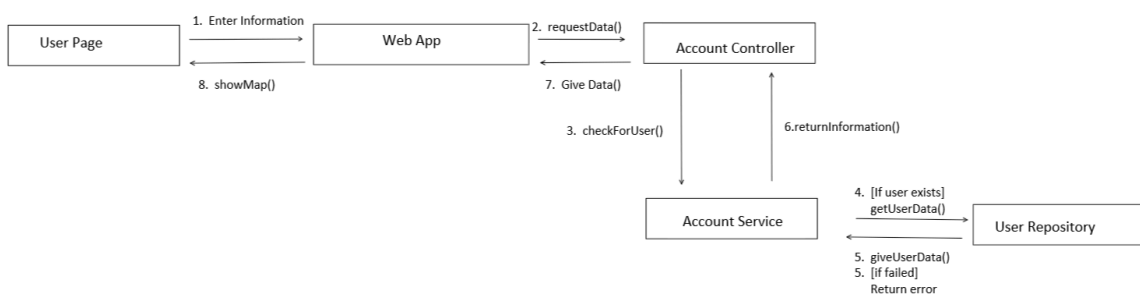 1. Enter Information
User Page
Web App
2. requestData()
Account Controller
8. showMap()
7. Give Data()
3. checkForUser()
6.returnInformation()
4. [If user exists]
getUserData()
Account Service
User Repository
5. giveUserData()
5. [if failed]
Return error